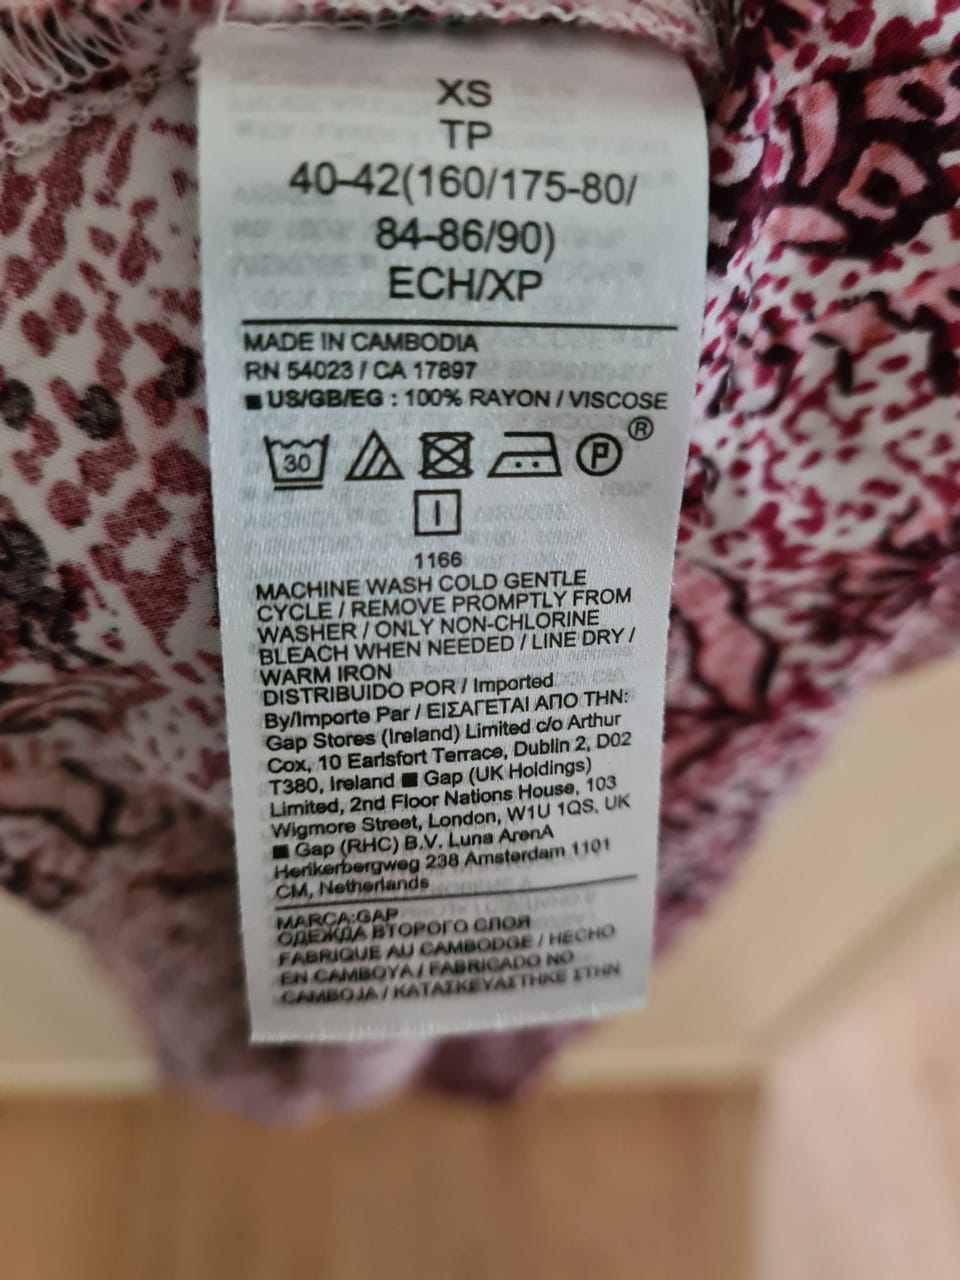 XS
TP
40-42(160/175-80/
84-86/90)
ECH/XP
MADE IN CAMBODIA
RN 54023 / CA 17897
■ US/GB/EG : 100% RAYON / VISCOSE
30 P ®
I
1166
MACHINE WASH COLD GENTLE
CYCLE / REMOVE PROMPTLY FROM
WASHER / ONLY NON-CHLORINE
BLEACH WHEN NEEDED / LINE DRY /
WARM IRON
DISTRIBUIDO POR / Imported
By/Importe Par / ΕΙΣΑΓΕΤΑΙ ΑΠΟ ΤΗΝ:
Gap Stores (Ireland) Limited c/o Arthur
Cox, 10 Earlsfort Terrace, Dublin 2, D02
T380, Ireland ■ Gap (UK Holdings)
Limited, 2nd Floor Nations House, 103
Wigmore Street, London, W1U 1QS, UK
■ Gap (RHC) B.V. Luna ArenA
Herikerbergweg 238 Amsterdam 1101
CM, Netherlands
MARCA:GAP
ОДЕЖДА ВТОРОГО СЛОЯ
FABRIQUE AU CAMBODGE / HECHO
EN CAMBOYA / FABRICADO NO
CAMBOJA / ΚΑΤΑΣΚΕΥΑΣΤΗΚΕ ΣΤΗΝ